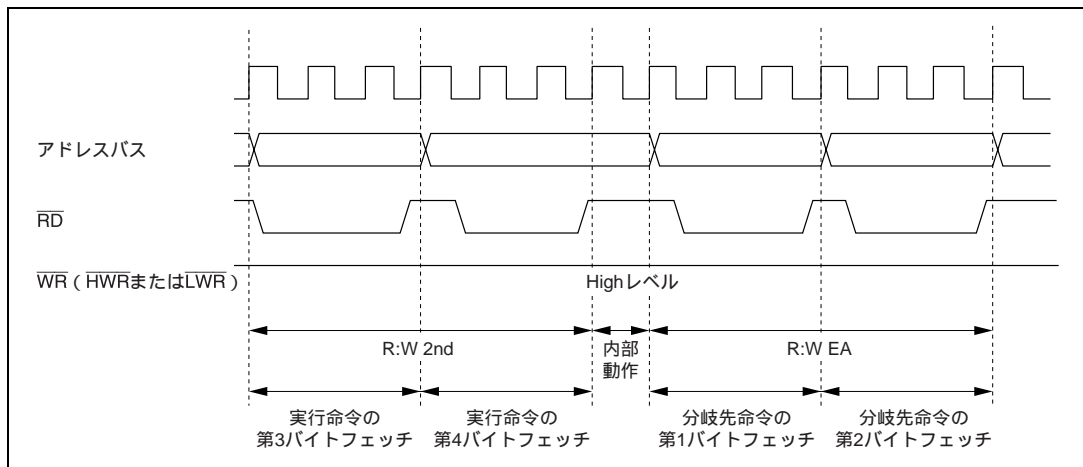 アドレスバス
RD
WR ( HWRまたはLWR )
Highレベル
R:W 2nd
内部
動作
R:W EA
実行命令の
第3バイトフェッチ
実行命令の
第4バイトフェッチ
分岐先命令の
第1バイトフェッチ
分岐先命令の
第2バイトフェッチ